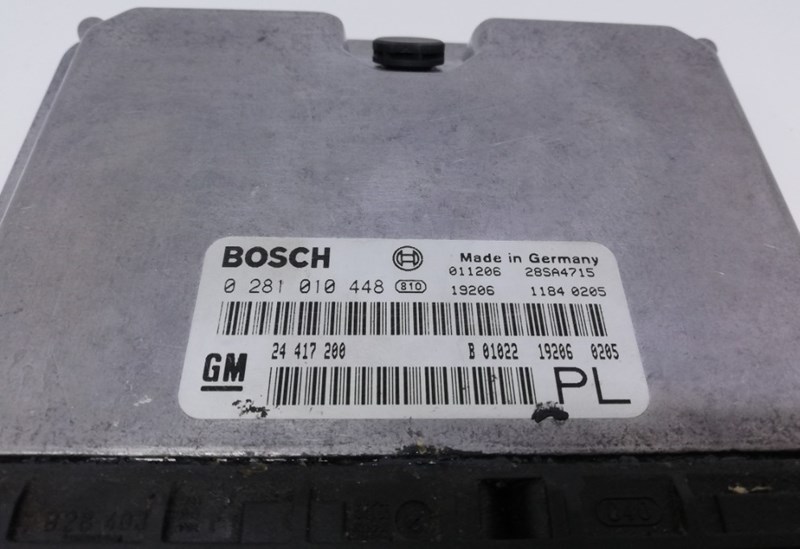 BOSCH Made in Germany
011206 28SA4715
0 281 010 448 810 19206 1184 0205
24 417 200 B 01022 19206 0205
GM PL